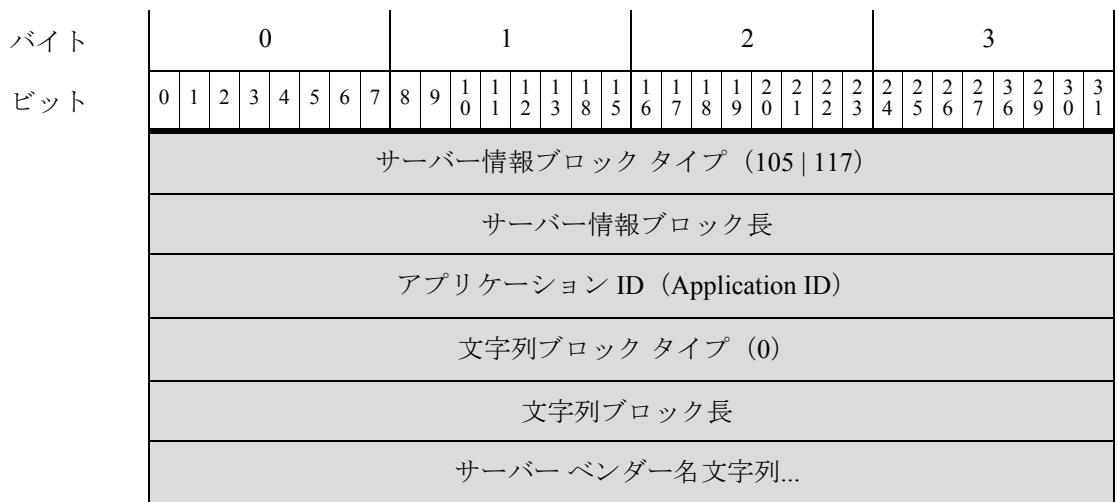 バイト 0 1 2 3
ビット 0 1 2 3 4 5 6 7 8 9 10 11 12 13 18 15 16 17 18 19 20 21 22 23 24 25 26 27 36 29 30 31
サーバー情報ブロック タイプ（105 | 117）
サーバー情報ブロック長
アプリケーション ID（Application ID）
文字列ブロック タイプ（0）
文字列ブロック長
サーバー ベンダー名文字列...